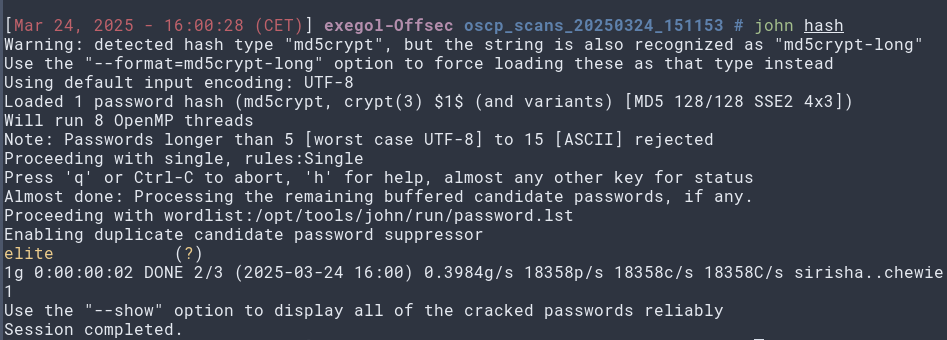 [Mar 24, 2025 - 16:00:28 (CET)] exegol-Offsec oscp_scans_20250324_151153 # john hash
Warning: detected hash type "md5crypt", but the string is also recognized as "md5crypt-long"
Use the "--format=md5crypt-long" option to force loading these as that type instead
Using default input encoding: UTF-8
Loaded 1 password hash (md5crypt, crypt(3) $1$ (and variants) [MD5 128/128 SSE2 4x3])
Will run 8 OpenMP threads
Note: Passwords longer than 5 [worst case UTF-8] to 15 [ASCII] rejected
Proceeding with single, rules:Single
Press 'q' or Ctrl-C to abort, 'h' for help, almost any other key for status
Almost done: Processing the remaining buffered candidate passwords, if any.
Proceeding with wordlist:/opt/tools/john/run/password.lst
Enabling duplicate candidate password suppressor
elite            (?)
1g 0:00:00:02 DONE 2/3 (2025-03-24 16:00) 0.3984g/s 18358p/s 18358c/s 18358C/s sirisha..chewie
1
Use the "--show" option to display all of the cracked passwords reliably
Session completed.